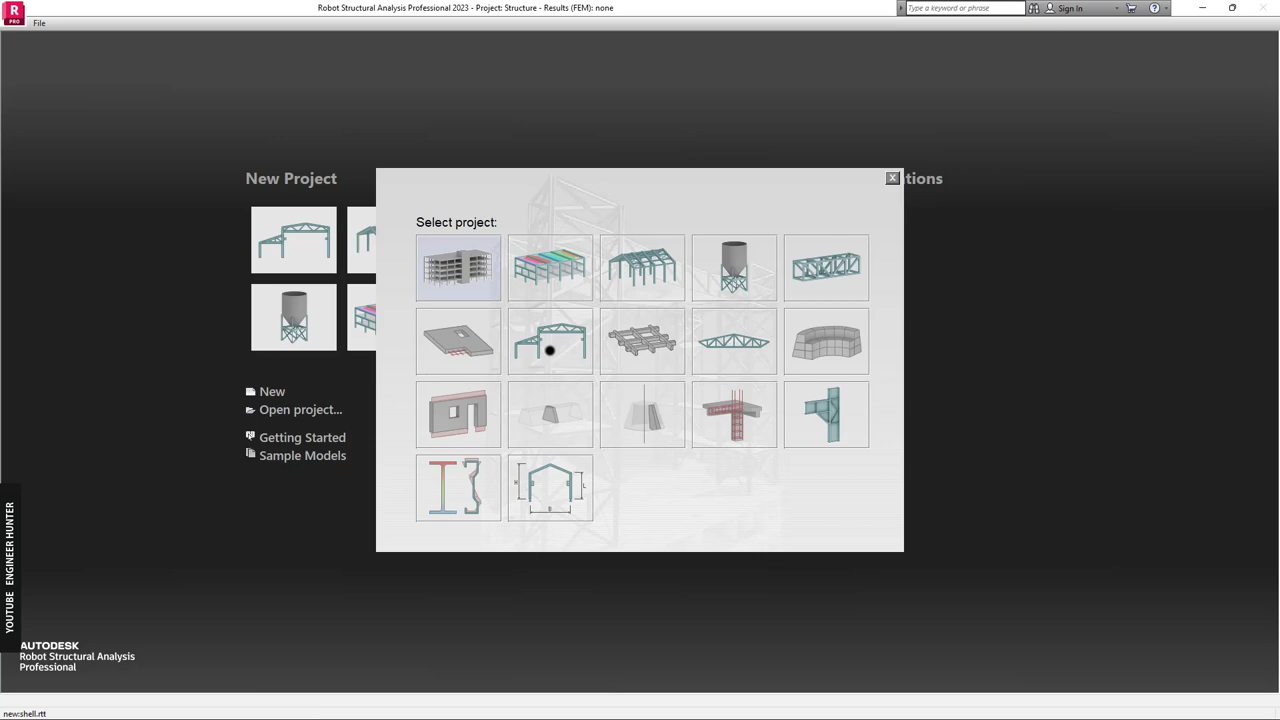 R
PRO
Robot Structural Analysis Professional 2023 - Project: Structure - Results (FEM): none
Type a keyword or phrase
Sign In
File
New Project
ations
Select project:
X
New
Open project...
Getting Started
Sample Models
H
L
B
YOUTUBE ENGINEER HUNTER
AUTODESK
Robot Structural Analysis
Professional
new:shell.rtt